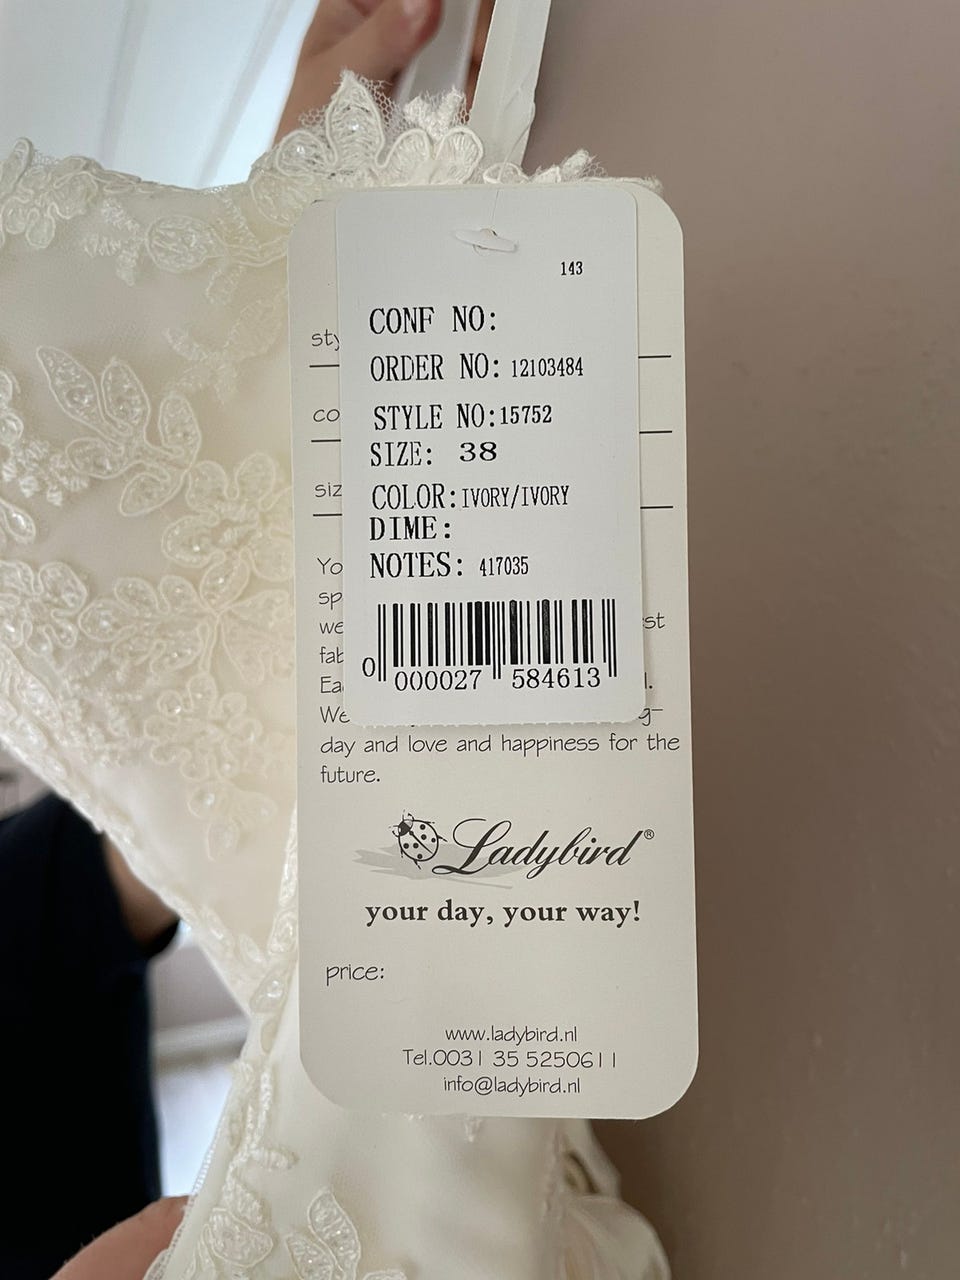 143
CONF NO:
ORDER NO: 12103484
STYLE NO:15752
SIZE: 38
COLOR:IVORY/IVORY
DIME:
NOTES: 417035
0 000027 584613
day and love and happiness for the
future.
Ladybird®
your day, your way!
price:
www.ladybird.nl
Tel.0031 35 5250611
info@ladybird.nl